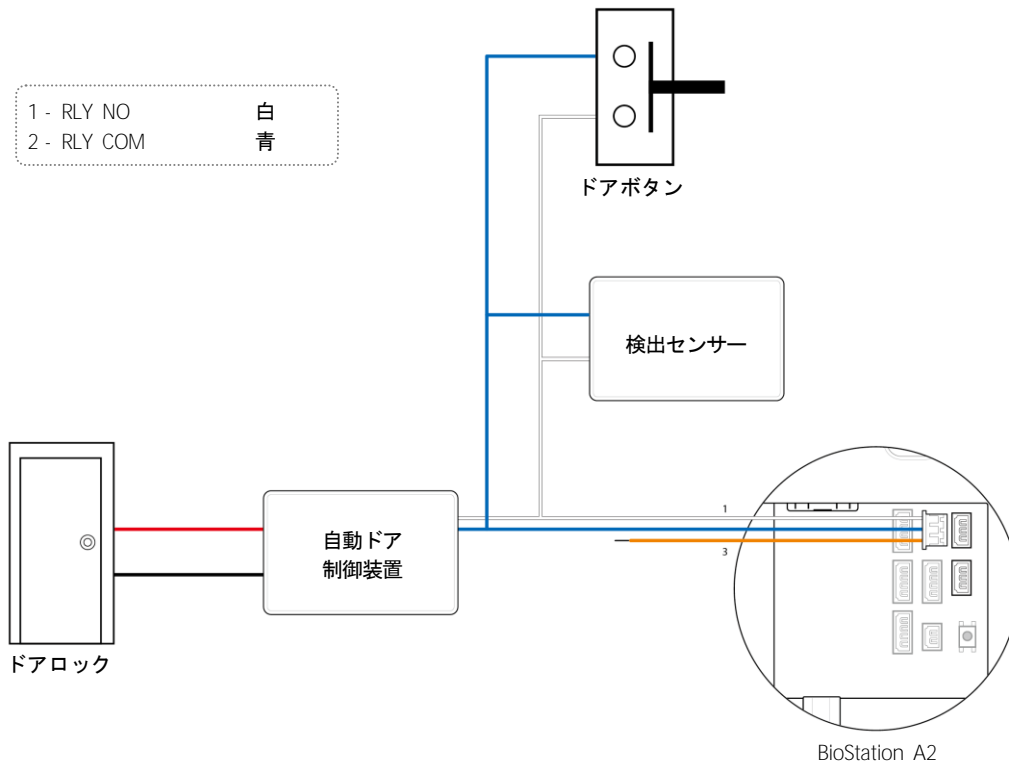 1 - RLY NO 白
2 - RLY COM 青
ドアボタン
検出センサー
自動ドア
制御装置
1
3
ドアロック
BioStation A2